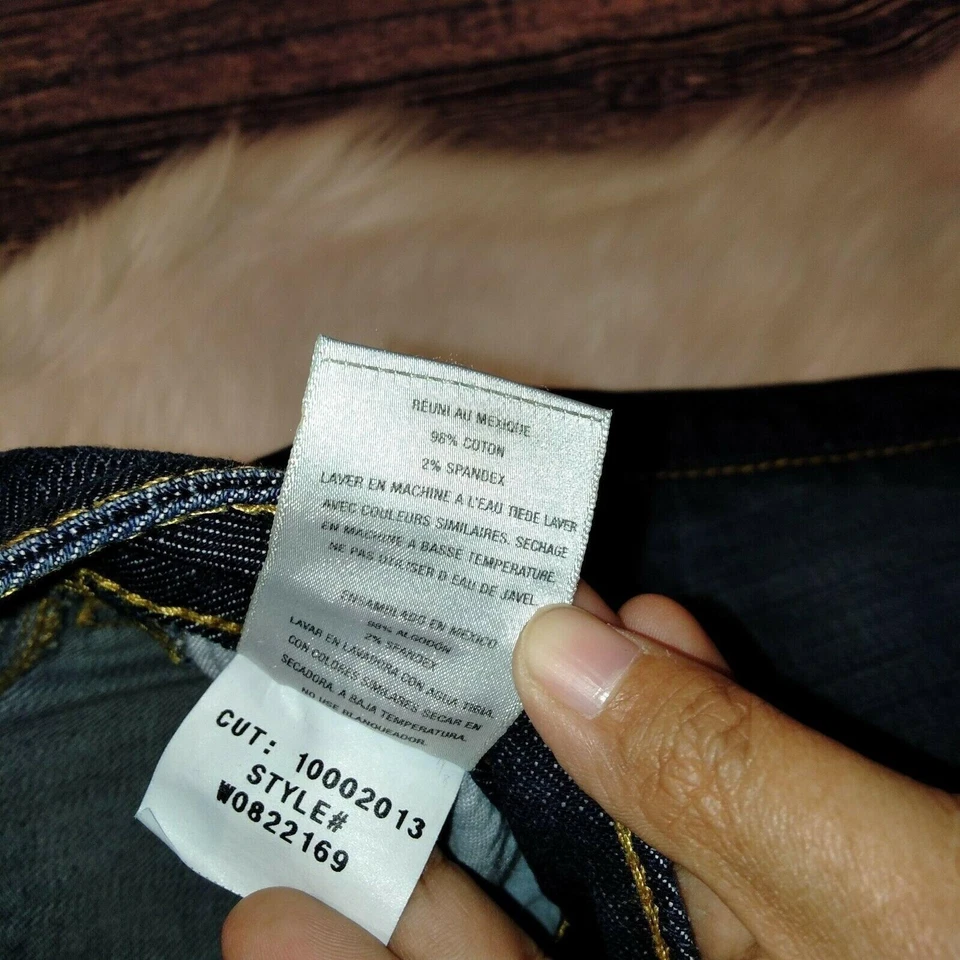 RÉUNI AU MEXIQUE
98% COTON
2% SPANDEX
LAVER EN MACHINE A L'EAU TIEDE LAVER
AVEC COULEURS SIMILAIRES. SECHAGE
EN MACHINE A BASSE TEMPERATURE.
NE PAS UTILISER D EAU DE JAVEL
ENSAMBLADO EN MÉXICO
98% ALGODON
2% SPANDEX
LAVAR EN LAVADORA CON AGUA TIBIA.
CON COLORES SIMILARES SECAR EN
SECADORA. A BAJA TEMPERATURA.
NO USE BLANQUEADOR.
CUT: 10002013
STYLE#
W0822169